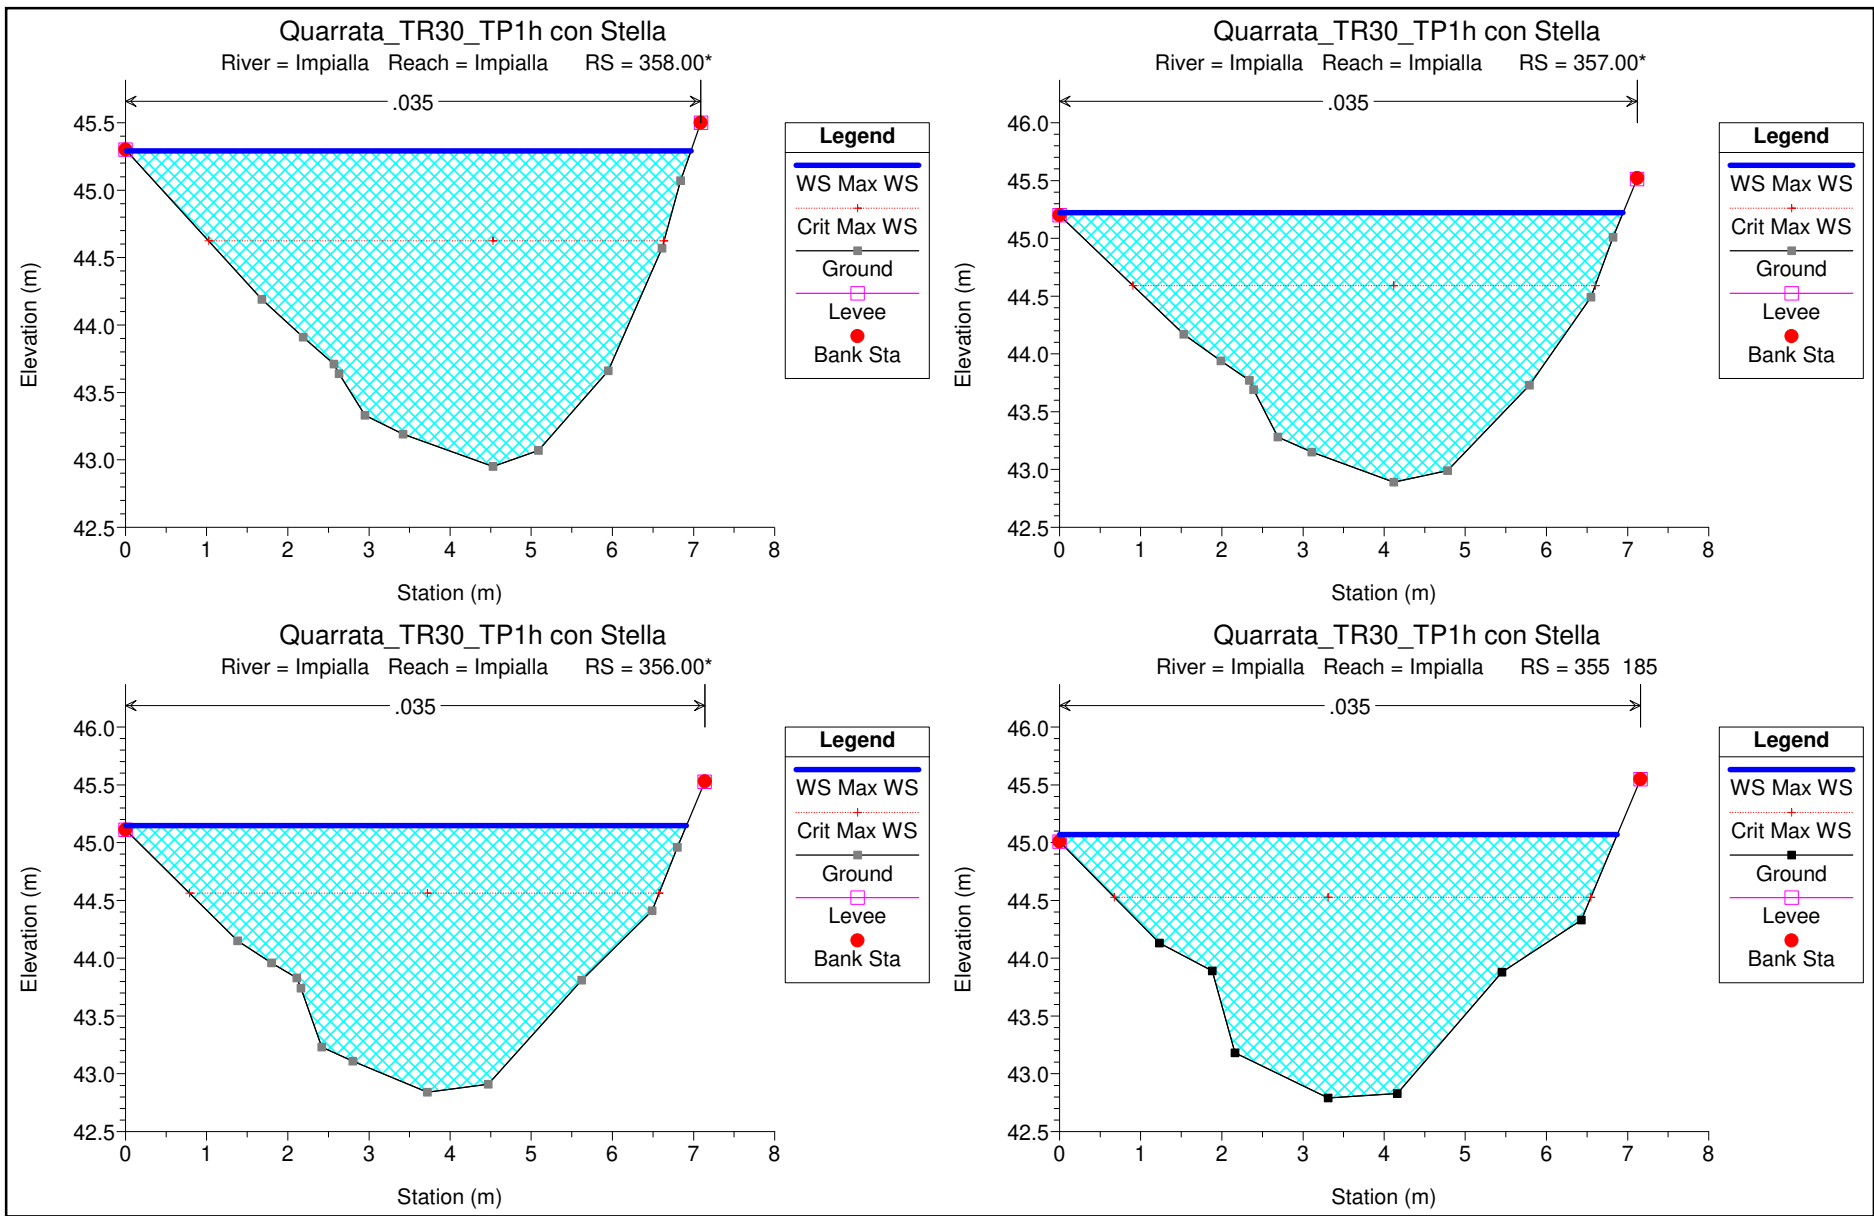 Quarrata_TR30_TP1h con Stella
River = Impialla Reach = Impialla RS = 358.00*
.035
45.5
45.0
44.5
44.0
43.5
43.0
42.5
0 1 2 3 4 5 6 7 8
Elevation (m)
Station (m)
Legend
WS Max WS
Crit Max WS
Ground
Levee
Bank Sta
Quarrata_TR30_TP1h con Stella
River = Impialla Reach = Impialla RS = 357.00*
.035
46.0
45.5
45.0
44.5
44.0
43.5
43.0
42.5
0 1 2 3 4 5 6 7 8
Elevation (m)
Station (m)
Legend
WS Max WS
Crit Max WS
Ground
Levee
Bank Sta
Quarrata_TR30_TP1h con Stella
River = Impialla Reach = Impialla RS = 356.00*
.035
46.0
45.5
45.0
44.5
44.0
43.5
43.0
42.5
0 1 2 3 4 5 6 7 8
Elevation (m)
Station (m)
Legend
WS Max WS
Crit Max WS
Ground
Levee
Bank Sta
Quarrata_TR30_TP1h con Stella
River = Impialla Reach = Impialla RS = 355 185
.035
46.0
45.5
45.0
44.5
44.0
43.5
43.0
42.5
0 1 2 3 4 5 6 7 8
Elevation (m)
Station (m)
Legend
WS Max WS
Crit Max WS
Ground
Levee
Bank Sta